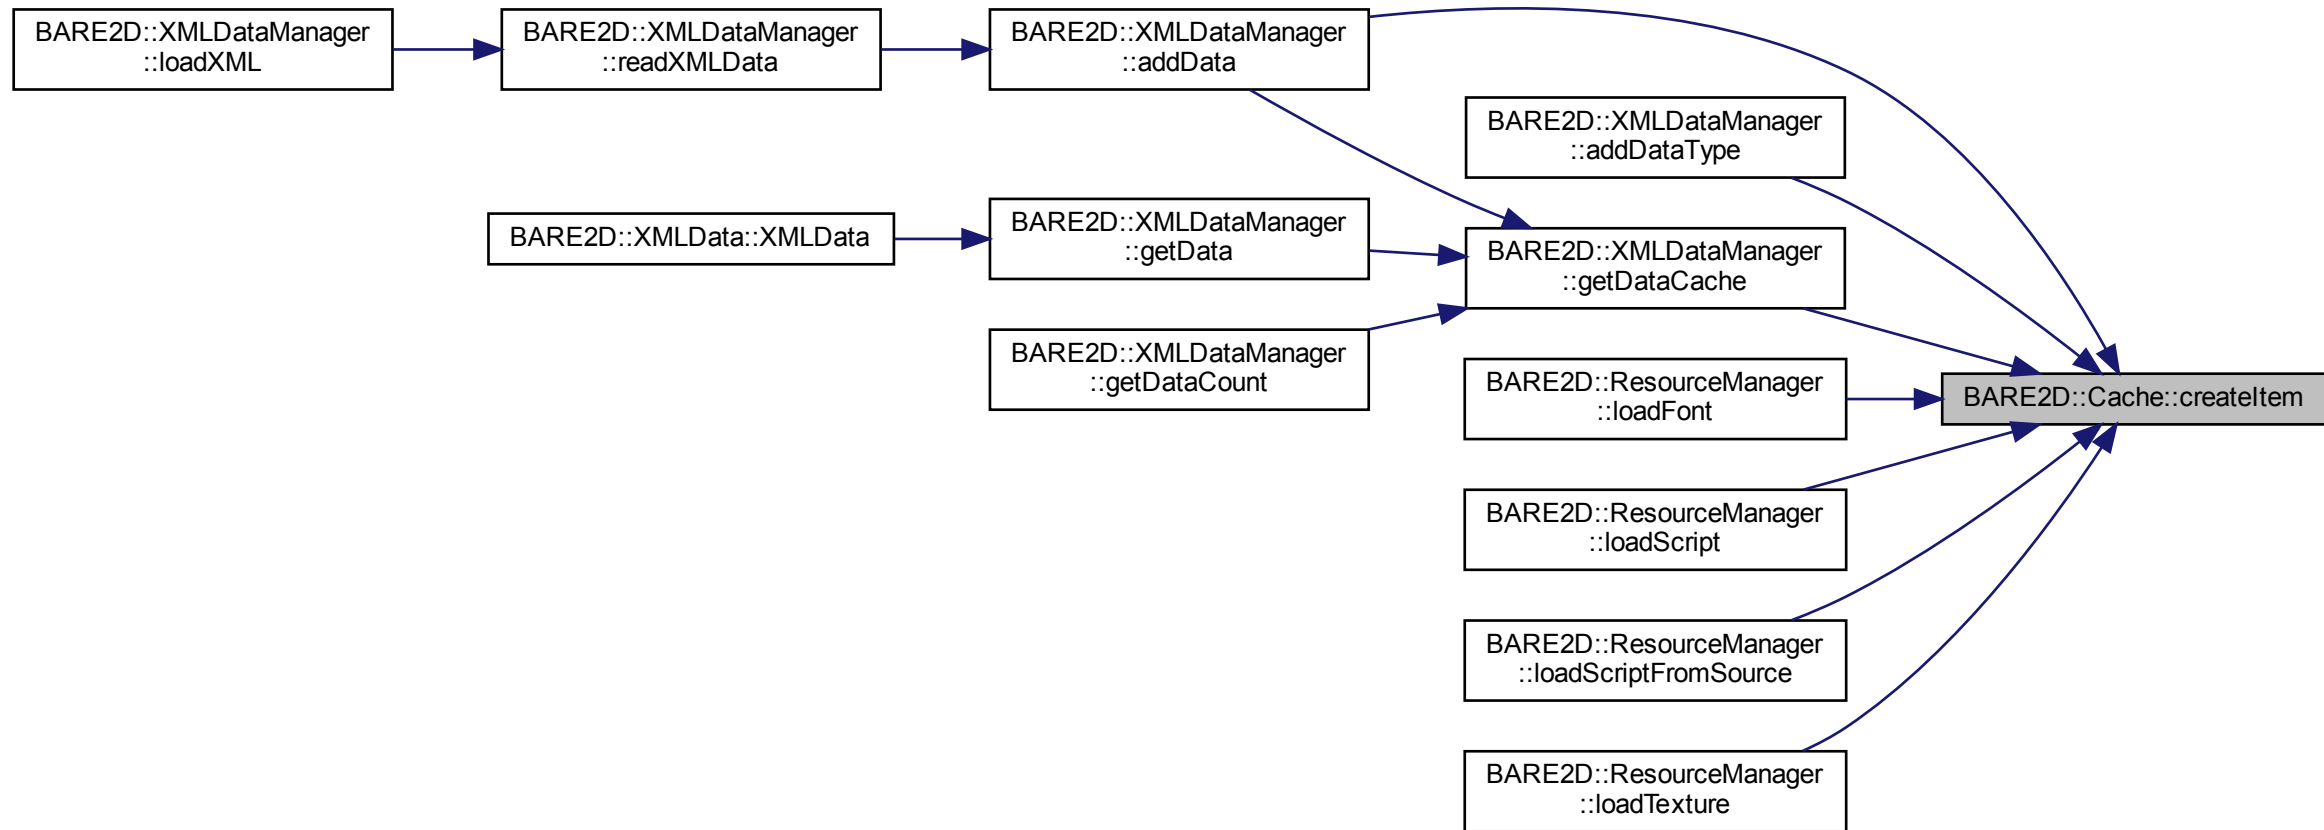 BARE2D::XMLDataManager
::loadXML
BARE2D::XMLDataManager
::readXMLData
BARE2D::XMLDataManager
::addData
BARE2D::XMLDataManager
::addDataType
BARE2D::XMLData::XMLData
BARE2D::XMLDataManager
::getData
BARE2D::XMLDataManager
::getDataCache
BARE2D::XMLDataManager
::getDataCount
BARE2D::ResourceManager
::loadFont
BARE2D::Cache::createItem
BARE2D::ResourceManager
::loadScript
BARE2D::ResourceManager
::loadScriptFromSource
BARE2D::ResourceManager
::loadTexture